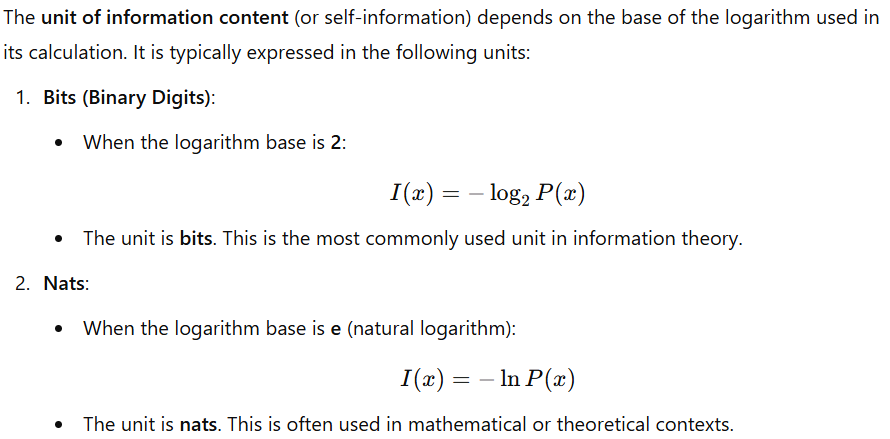 The unit of information content (or self-information) depends on the base of the logarithm used in
its calculation. It is typically expressed in the following units:
1. Bits (Binary Digits):
• When the logarithm base is 2:
I(x) = − log₂ P(x)
• The unit is bits. This is the most commonly used unit in information theory.
2. Nats:
• When the logarithm base is e (natural logarithm):
I(x) = − ln P(x)
• The unit is nats. This is often used in mathematical or theoretical contexts.